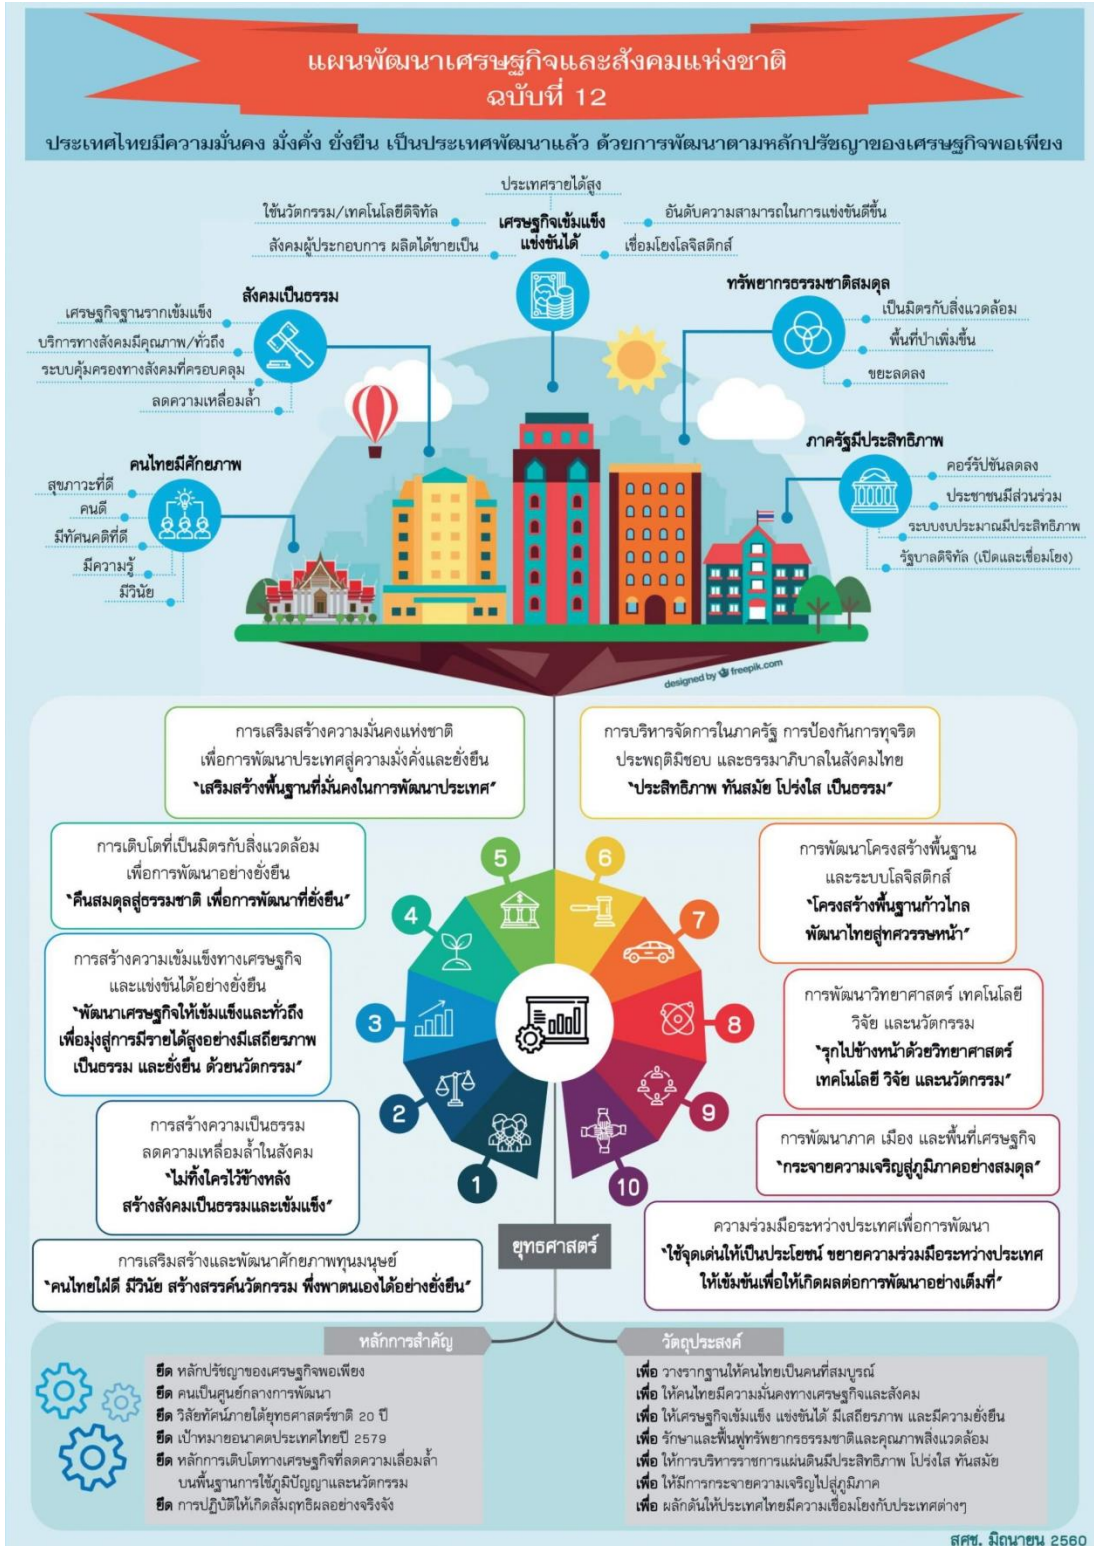 แผนพัฒนาเศรษฐกิจและสังคมแห่งชาติ
ฉบับที่ 12
ประเทศไทยมีความมั่นคง มั่งคั่ง ยั่งยืน เป็นประเทศพัฒนาแล้ว ด้วยการพัฒนาตามหลักปรัชญาของเศรษฐกิจพอเพียง
ประเทศรายได้สูง
ใช้นวัตกรรม/เทคโนโลยีดิจิทัล
เศรษฐกิจเข้มแข็ง
แข่งขันได้
อันดับความสามารถในการแข่งขันดีขึ้น
สังคมผู้ประกอบการ ผลิตได้ขายเป็น
เชื่อมโยงโลจิสติกส์
สังคมเป็นธรรม
เศรษฐกิจฐานรากเข้มแข็ง
บริการทางสังคมมีคุณภาพ/ทั่วถึง
ระบบคุ้มครองทางสังคมที่ครอบคลุม
ลดความเหลื่อมล้ำ
ทรัพยากรธรรมชาติสมดุล
เป็นมิตรกับสิ่งแวดล้อม
พื้นที่ป่าเพิ่มขึ้น
ขยะลดลง
คนไทยมีศักยภาพ
สุขภาวะที่ดี
คนดี
มีทัศนคติที่ดี
มีความรู้
มีวินัย
ภาครัฐมีประสิทธิภาพ
คอร์รัปชันลดลง
ประชาชนมีส่วนร่วม
ระบบงบประมาณมีประสิทธิภาพ
รัฐบาลดิจิทัล (เปิดและเชื่อมโยง)
designed by freepik.com
การเสริมสร้างความมั่นคงแห่งชาติ
เพื่อการพัฒนาประเทศสู่ความมั่งคั่งและยั่งยืน
"เสริมสร้างพื้นฐานที่มั่นคงในการพัฒนาประเทศ"
การบริหารจัดการในภาครัฐ การป้องกันการทุจริต
ประพฤติมิชอบ และธรรมาภิบาลในสังคมไทย
"ประสิทธิภาพ ทันสมัย โปร่งใส เป็นธรรม"
การเติบโตที่เป็นมิตรกับสิ่งแวดล้อม
เพื่อการพัฒนาอย่างยั่งยืน
"คืนสมดุลสู่ธรรมชาติ เพื่อการพัฒนาที่ยั่งยืน"
การพัฒนาโครงสร้างพื้นฐาน
และระบบโลจิสติกส์
"โครงสร้างพื้นฐานก้าวไกล
พัฒนาไทยสู่ทศวรรษหน้า"
การสร้างความเข้มแข็งทางเศรษฐกิจ
และแข่งขันได้อย่างยั่งยืน
"พัฒนาเศรษฐกิจให้เข้มแข็งและทั่วถึง
เพื่อมุ่งสู่การมีรายได้สูงอย่างมีเสถียรภาพ
เป็นธรรม และยั่งยืน ด้วยนวัตกรรม"
การพัฒนาวิทยาศาสตร์ เทคโนโลยี
วิจัย และนวัตกรรม
"รุกไปข้างหน้าด้วยวิทยาศาสตร์
เทคโนโลยี วิจัย และนวัตกรรม"
การสร้างความเป็นธรรม
ลดความเหลื่อมล้ำในสังคม
"ไม่ทิ้งใครไว้ข้างหลัง
สร้างสังคมเป็นธรรมและเข้มแข็ง"
การพัฒนาภาค เมือง และพื้นที่เศรษฐกิจ
"กระจายความเจริญสู่ภูมิภาคอย่างสมดุล"
การเสริมสร้างและพัฒนาศักยภาพทุนมนุษย์
"คนไทยใฝ่ดี มีวินัย สร้างสรรค์นวัตกรรม พึ่งพาตนเองได้อย่างยั่งยืน"
ความร่วมมือระหว่างประเทศเพื่อการพัฒนา
"ใช้จุดเด่นให้เป็นประโยชน์ ขยายความร่วมมือระหว่างประเทศ
ให้เข้มข้นเพื่อให้เกิดผลต่อการพัฒนาอย่างเต็มที่"
5
6
4
7
3
8
2
9
1
10
ยุทธศาสตร์
หลักการสำคัญ
ยึด หลักปรัชญาของเศรษฐกิจพอเพียง
ยึด คนเป็นศูนย์กลางการพัฒนา
ยึด วิสัยทัศน์ภายใต้ยุทธศาสตร์ชาติ 20 ปี
ยึด เป้าหมายอนาคตประเทศไทยปี 2579
ยึด หลักการเติบโตทางเศรษฐกิจที่ลดความเลื่อมล้ำ
บนพื้นฐานการใช้ภูมิปัญญาและนวัตกรรม
ยึด การปฏิบัติให้เกิดสัมฤทธิผลอย่างจริงจัง
วัตถุประสงค์
เพื่อ วางรากฐานให้คนไทยเป็นคนที่สมบูรณ์
เพื่อ ให้คนไทยมีความมั่นคงทางเศรษฐกิจและสังคม
เพื่อ ให้เศรษฐกิจเข้มแข็ง แข่งขันได้ มีเสถียรภาพ และมีความยั่งยืน
เพื่อ รักษาและฟื้นฟูทรัพยากรธรรมชาติและคุณภาพสิ่งแวดล้อม
เพื่อ ให้การบริหารราชการแผ่นดินมีประสิทธิภาพ โปร่งใส ทันสมัย
เพื่อ ให้มีการกระจายความเจริญไปสู่ภูมิภาค
เพื่อ ผลักดันให้ประเทศไทยมีความเชื่อมโยงกับประเทศต่างๆ
สศช. มิถุนายน 2560